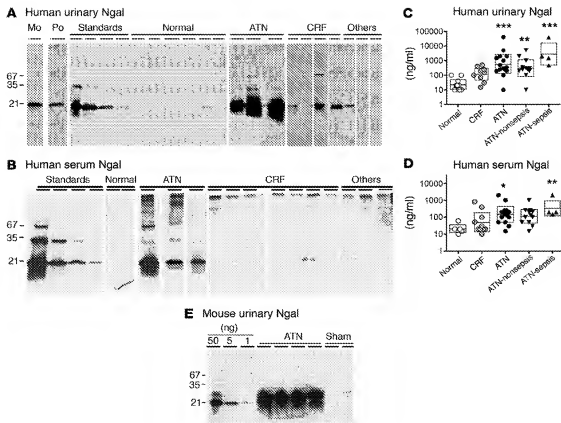 A Human urinary Ngal
Mo Po Standards Normal ATN CRF Others
67
35
21
B Human serum Ngal
Standards Normal ATN CRF Others
67
35
21
C Human urinary Ngal
(ng/ml)
100000
10000
1000
100
10
1
*** ** ***
Normal CRF ATN ATN-nonsepsis ATN-sepsis
D Human serum Ngal
(ng/ml)
10000
1000
100
10
1
* **
Normal CRF ATN ATN-nonsepsis ATN-sepsis
E Mouse urinary Ngal
(ng)
50 5 1 ATN Sham
67
35
21